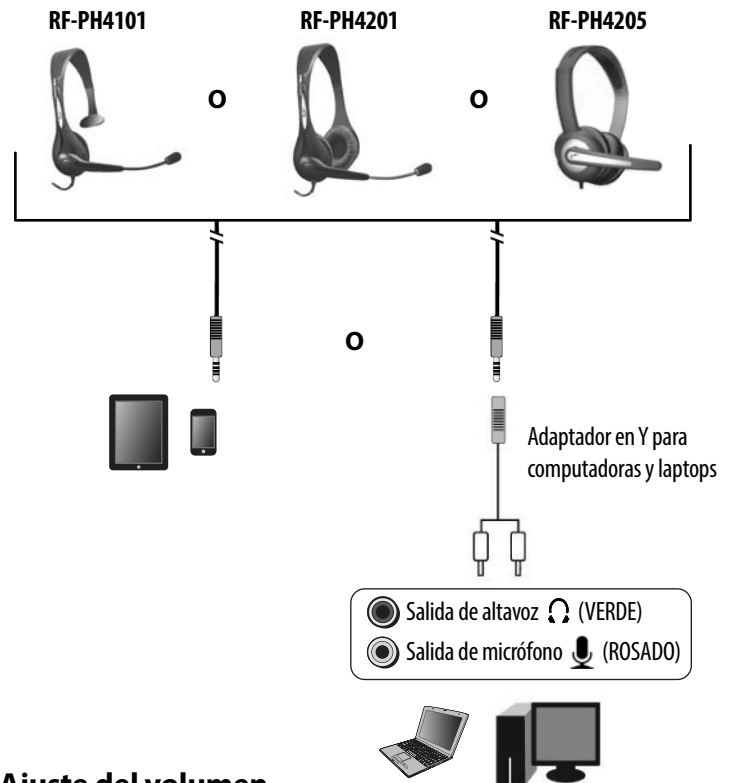 RF-PH4101
RF-PH4201
RF-PH4205
O
O
O
Adaptador en Y para
computadoras y laptops
Salida de altavoz (VERDE)
Salida de micrófono (ROSADO)
Ajuste del volumen